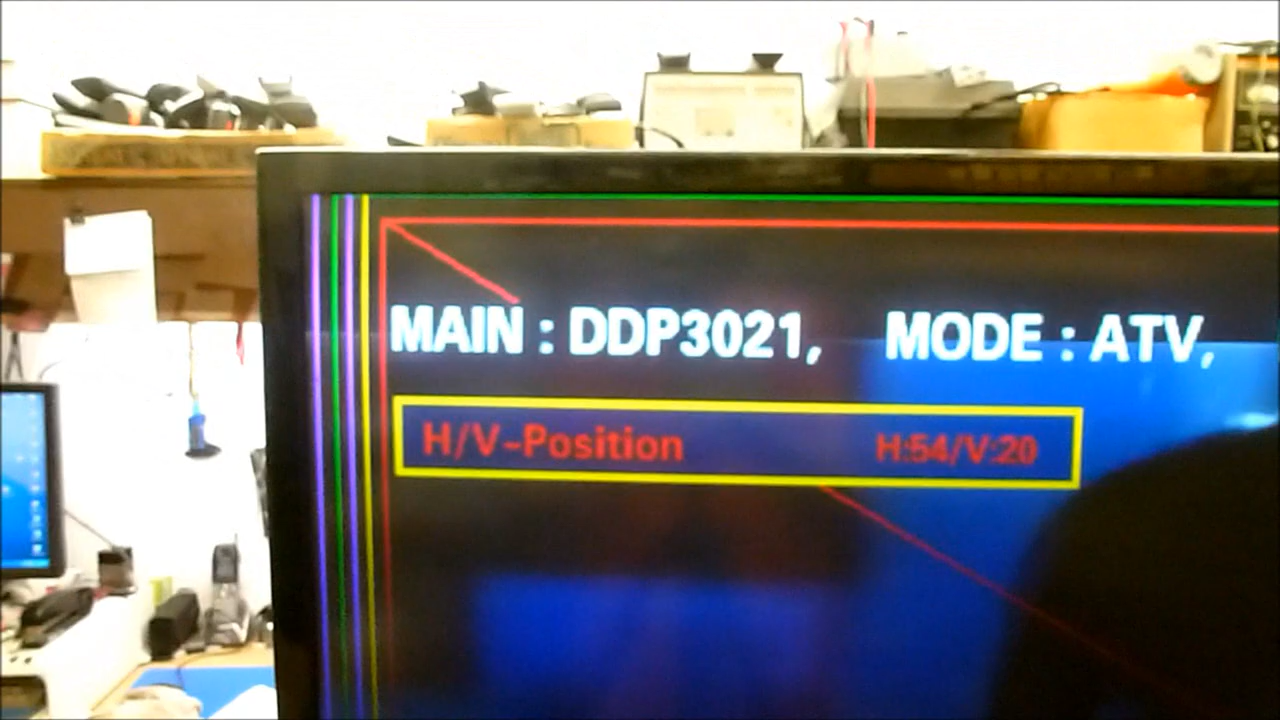 MAIN : DDP3021, MODE : ATV,
H/V-Position H:54/V:20